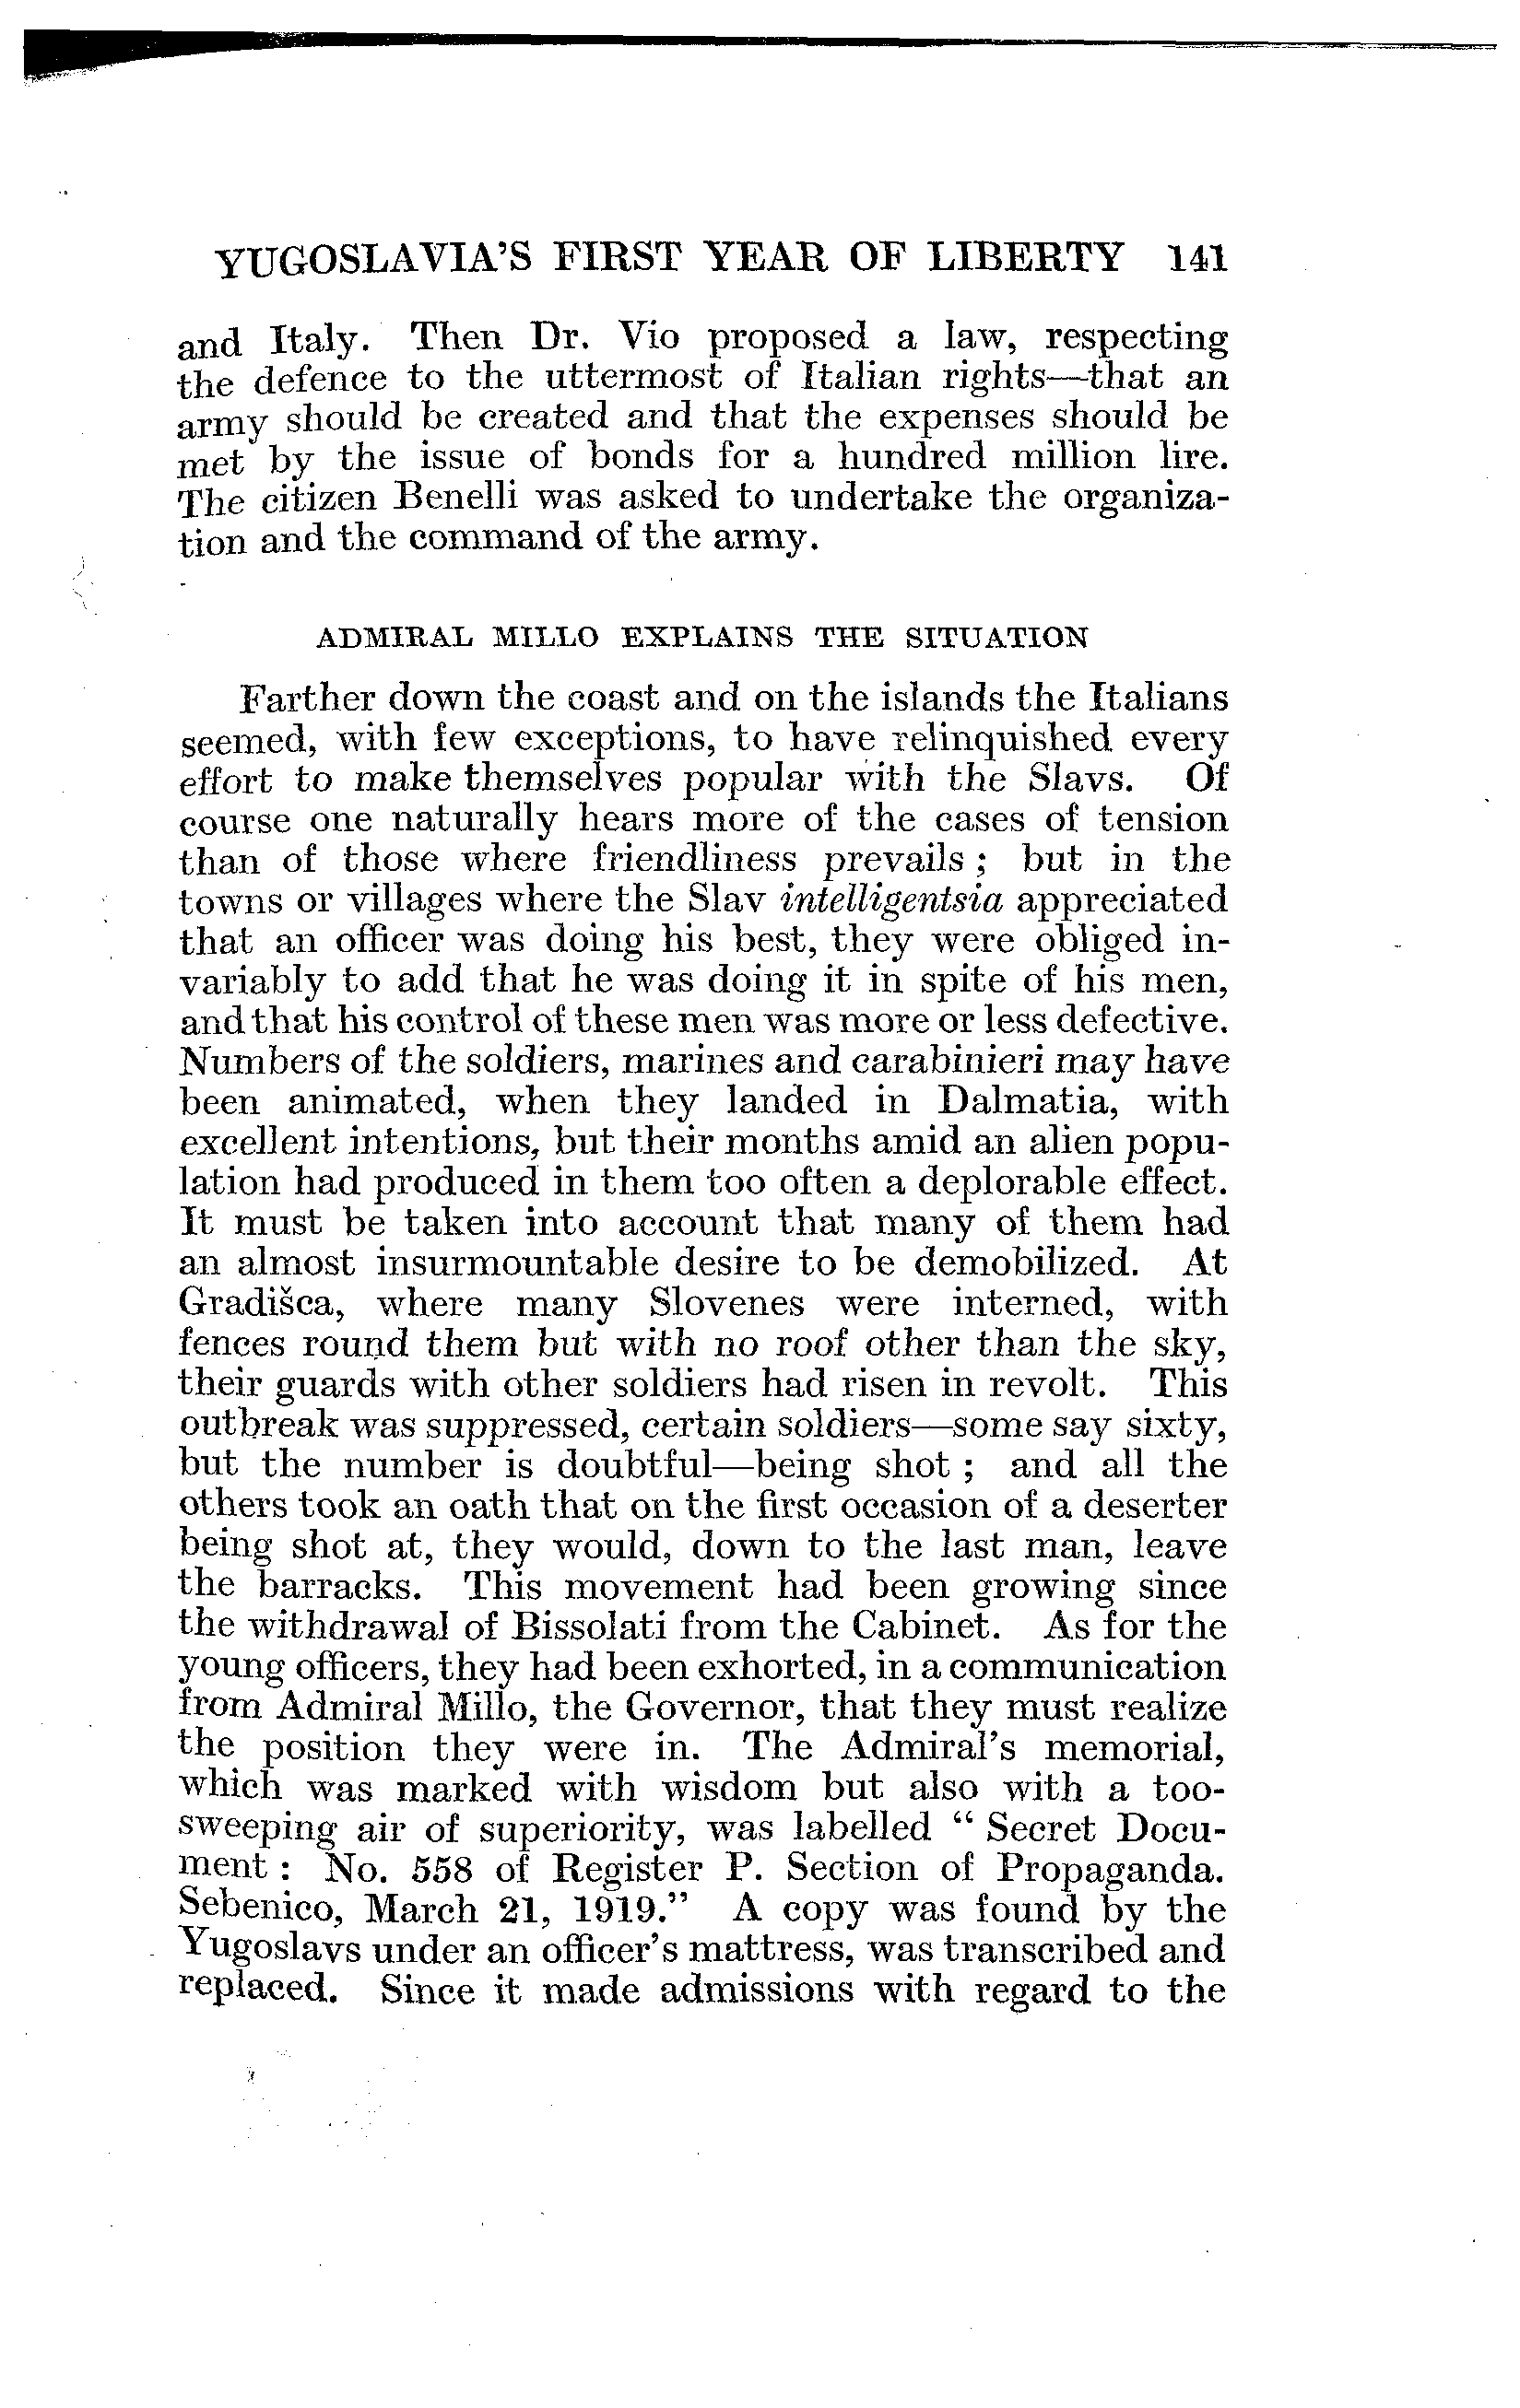 YUGOSLAVIA'S FIRST YEAR OF LIBERTY 141
and Italy. Then Dr. Vio proposed a law, respecting
the defence to the uttermost of Italian rights—that an
army should be created and that the expenses should be
met by the issue of bonds for a hundred million lire.
The citizen Benelli was asked to undertake the organiza-
tion and the command of the army.
ADMIRAL MILLO EXPLAINS THE SITUATION
Farther down the coast and on the islands the Italians
seemed, with few exceptions, to have relinquished every
effort to make themselves popular with the Slavs. Of
course one naturally hears more of the cases of tension
than of those where friendliness prevails ; but in the
towns or villages where the Slav intelligentsia appreciated
that an officer was doing his best, they were obliged in-
variably to add that he was doing it in spite of his men,
and that his control of these men was more or less defective.
Numbers of the soldiers, marines and carabinieri may have
been animated, when they landed in Dalmatia, with
excellent intentions, but their months amid an alien popu-
lation had produced in them too often a deplorable effect.
It must be taken into account that many of them had
an almost insurmountable desire to be demobilized. At
Gradišca, where many Slovenes were interned, with
fences round them but with no roof other than the sky,
their guards with other soldiers had risen in revolt. This
outbreak was suppressed, certain soldiers—some say sixty,
but the number is doubtful—being shot ; and all the
others took an oath that on the first occasion of a deserter
being shot at, they would, down to the last man, leave
the barracks. This movement had been growing since
the withdrawal of Bissolati from the Cabinet. As for the
young officers, they had been exhorted, in a communication
from Admiral Millo, the Governor, that they must realize
the position they were in. The Admiral's memorial,
which was marked with wisdom but also with a too-
sweeping air of superiority, was labelled “ Secret Docu-
ment : No. 558 of Register P. Section of Propaganda.
Sebenico, March 21, 1919.” A copy was found by the
Yugoslavs under an officer's mattress, was transcribed and
replaced. Since it made admissions with regard to the